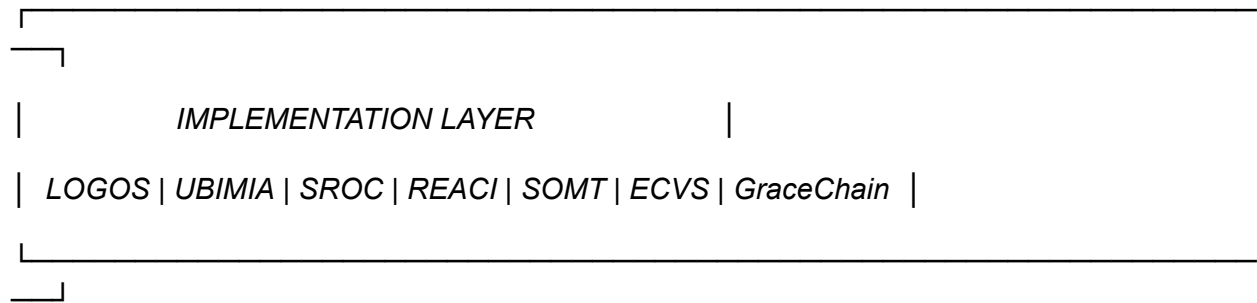 IMPLEMENTATION LAYER
LOGOS | UBIMIA | SROC | REACI | SOMT | ECVS | GraceChain